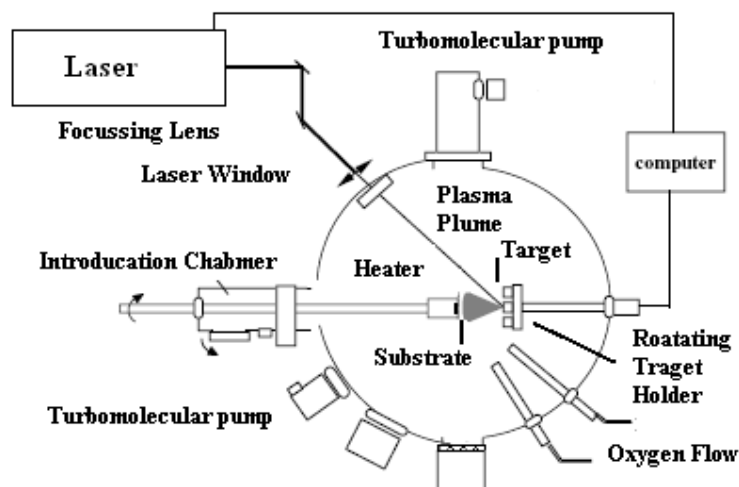 Turbomolecular pump
Laser
Focussing Lens
computer
Laser Window
Plasma
Plume
Target
Introducation Chabmer
Heater
Substrate
Roatating
Traget
Holder
Turbomolecular pump
Oxygen Flow